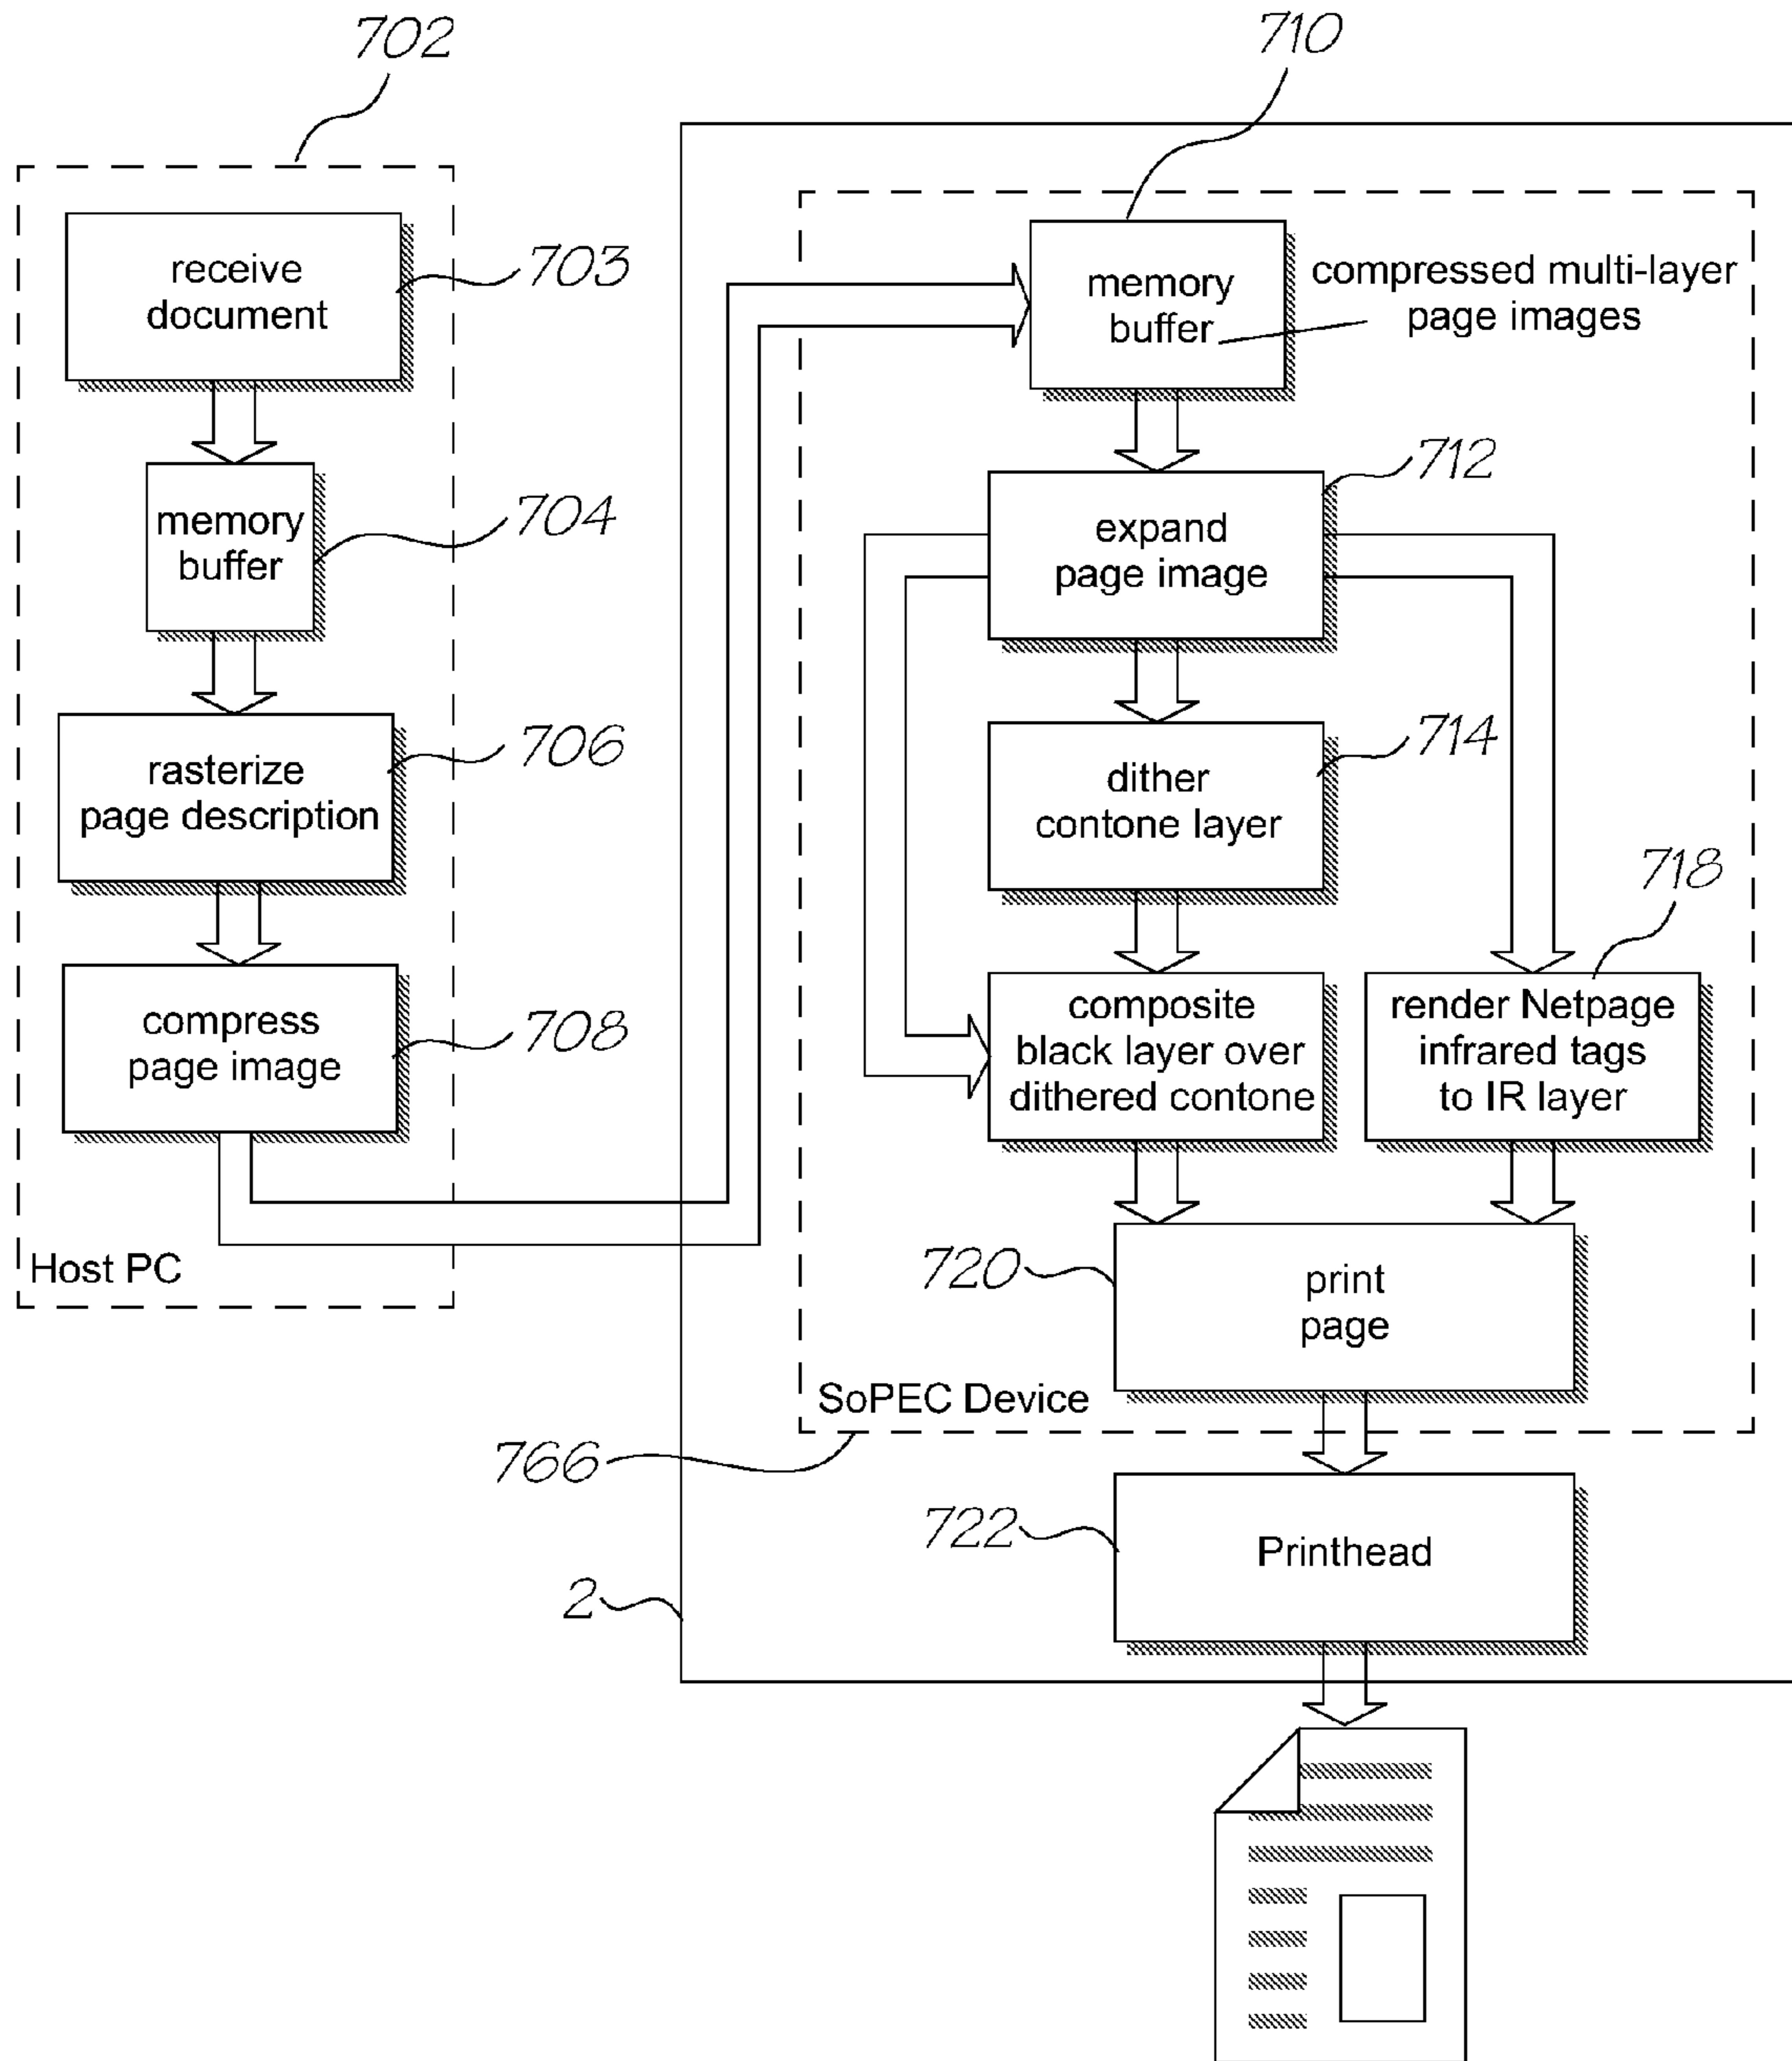 702
receive
document
703
memory
buffer
704
rasterize
page description
706
compress
page image
708
Host PC
710
memory
buffer
compressed multi-layer
page images
expand
page image
712
dither
contone layer
714
composite
black layer over
dithered contone
718
render Netpage
infrared tags
to IR layer
720
print
page
SoPEC Device
766
722
Printhead
2